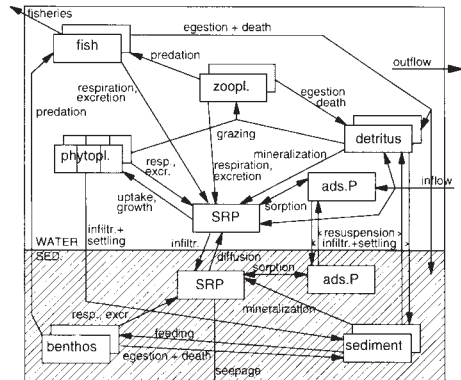 fisheries
egestion + death
fish
predation
outflow
respiration,
excretion
zoopl.
egestion
death
predation
grazing
detritus
phytopl.
resp.,
excr.
respiration,
excretion
mineralization
ads.P
inflow
uptake,
growth
SRP
sorption
infiltr.+
settling
<resuspension>
infiltr.+settling
WATER
SED.
infiltr.
diffusion
sorption
SRP
ads.P
resp., excr.
mineralization
feeding
benthos
sediment
egestion + death
seepage